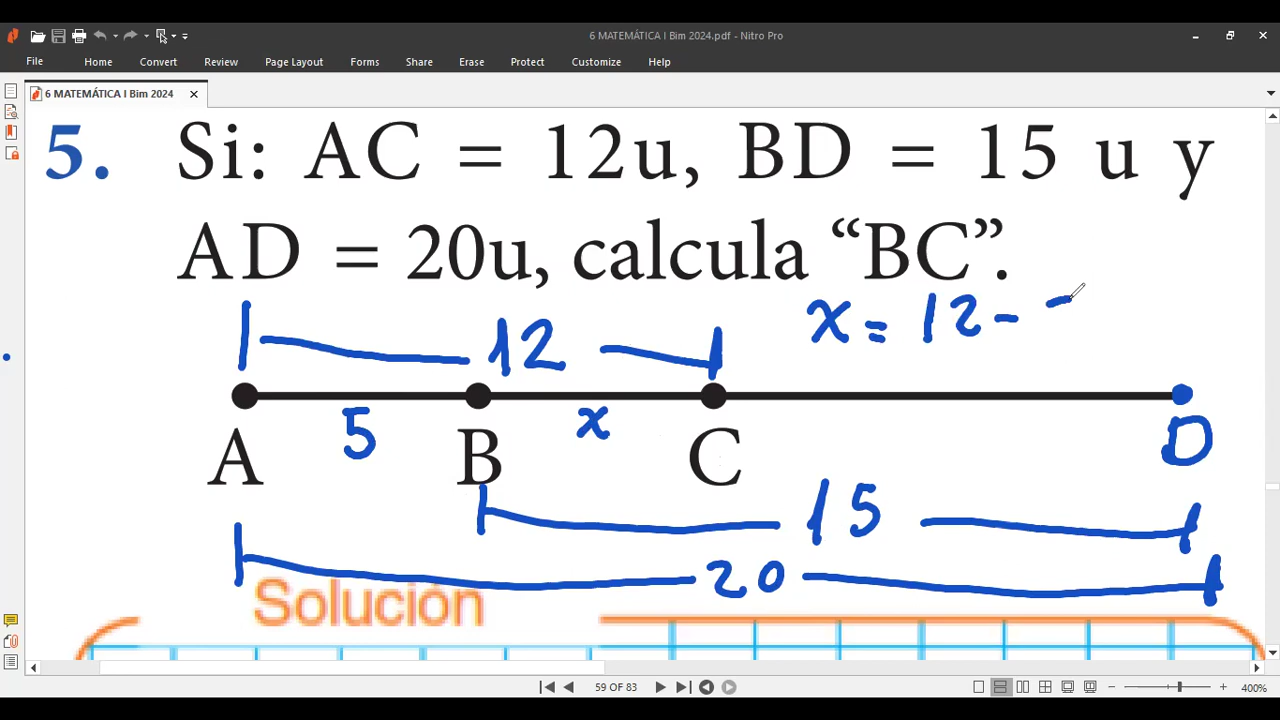 6 MATEMÁTICA I Bim 2024.pdf - Nitro Pro
File Home Convert Review Page Layout Forms Share Erase Protect Customize Help
6 MATEMÁTICA I Bim 2024
5. Si: AC = 12u, BD = 15 u y
AD = 20u, calcula “BC”.
x = 12 -
12
5 x
A B C D
15
20
Solución
59 OF 83
400%